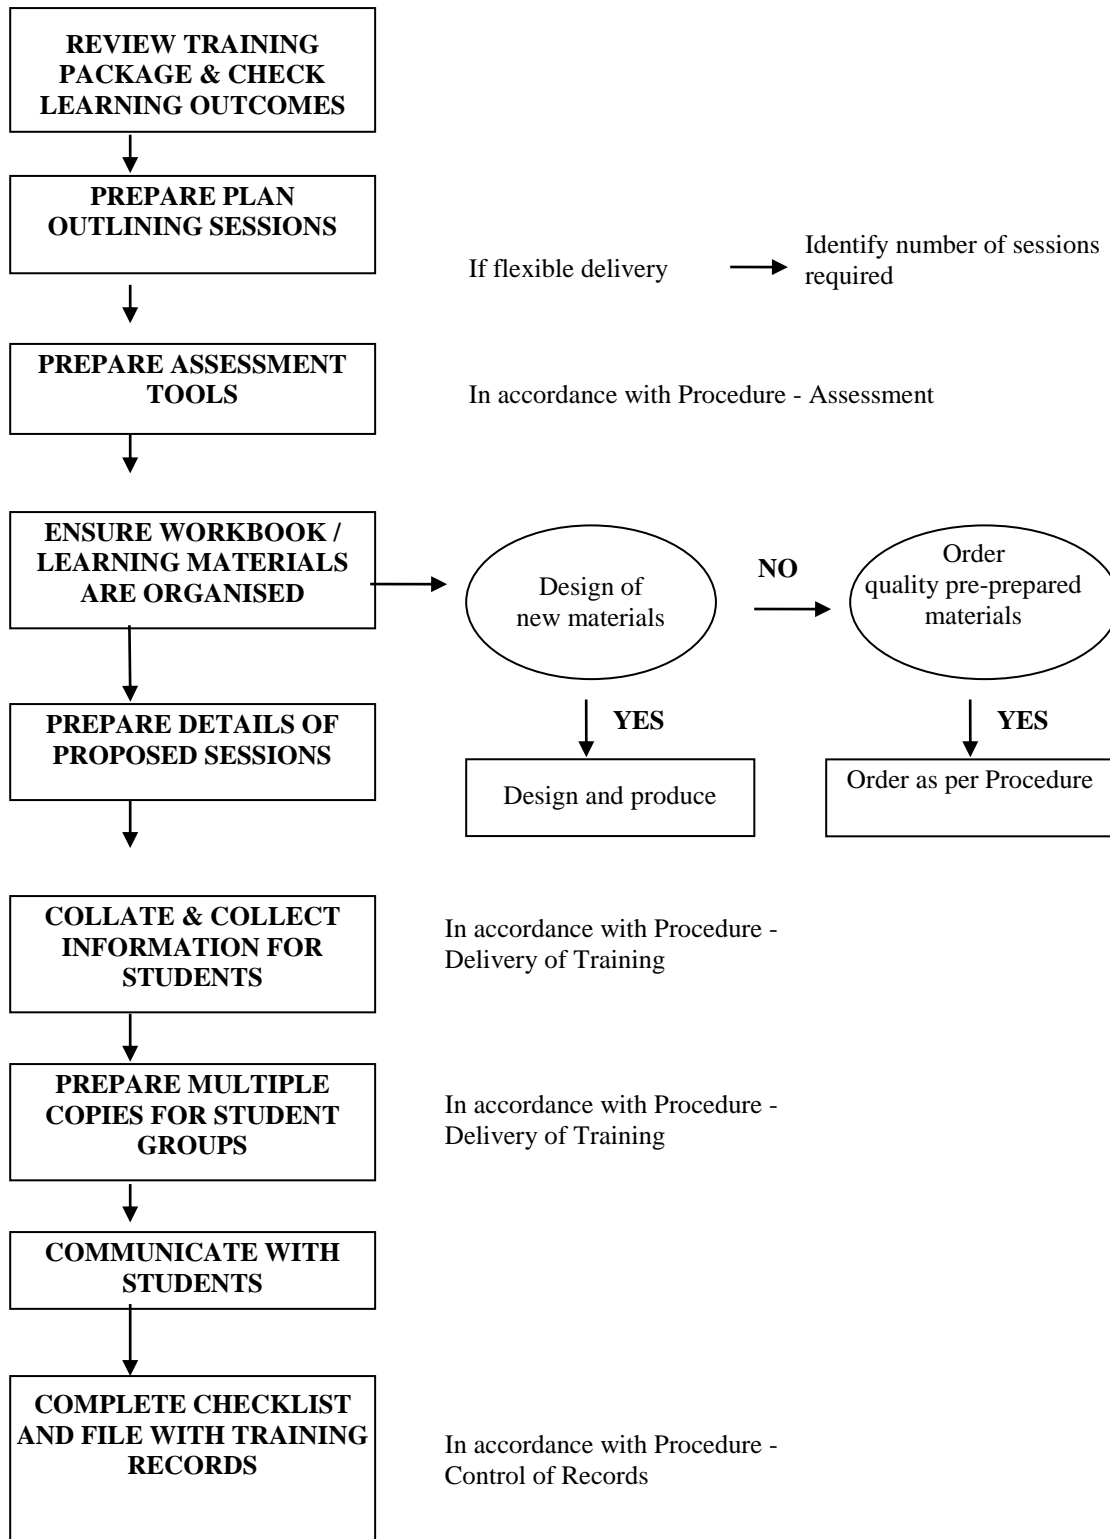 REVIEW TRAINING
PACKAGE & CHECK
LEARNING OUTCOMES
PREPARE PLAN
OUTLINING SESSIONS
If flexible delivery
Identify number of sessions
required
PREPARE ASSESSMENT
TOOLS
In accordance with Procedure - Assessment
ENSURE WORKBOOK /
LEARNING MATERIALS
ARE ORGANISED
Design of
new materials
NO
Order
quality pre-prepared
materials
PREPARE DETAILS OF
PROPOSED SESSIONS
YES
YES
Design and produce
Order as per Procedure
COLLATE & COLLECT
INFORMATION FOR
STUDENTS
In accordance with Procedure -
Delivery of Training
PREPARE MULTIPLE
COPIES FOR STUDENT
GROUPS
In accordance with Procedure -
Delivery of Training
COMMUNICATE WITH
STUDENTS
COMPLETE CHECKLIST
AND FILE WITH TRAINING
RECORDS
In accordance with Procedure -
Control of Records